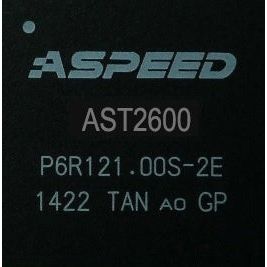 ASPEED
AST2600
P6R121.00S-2E
1422 TAN A0 GP